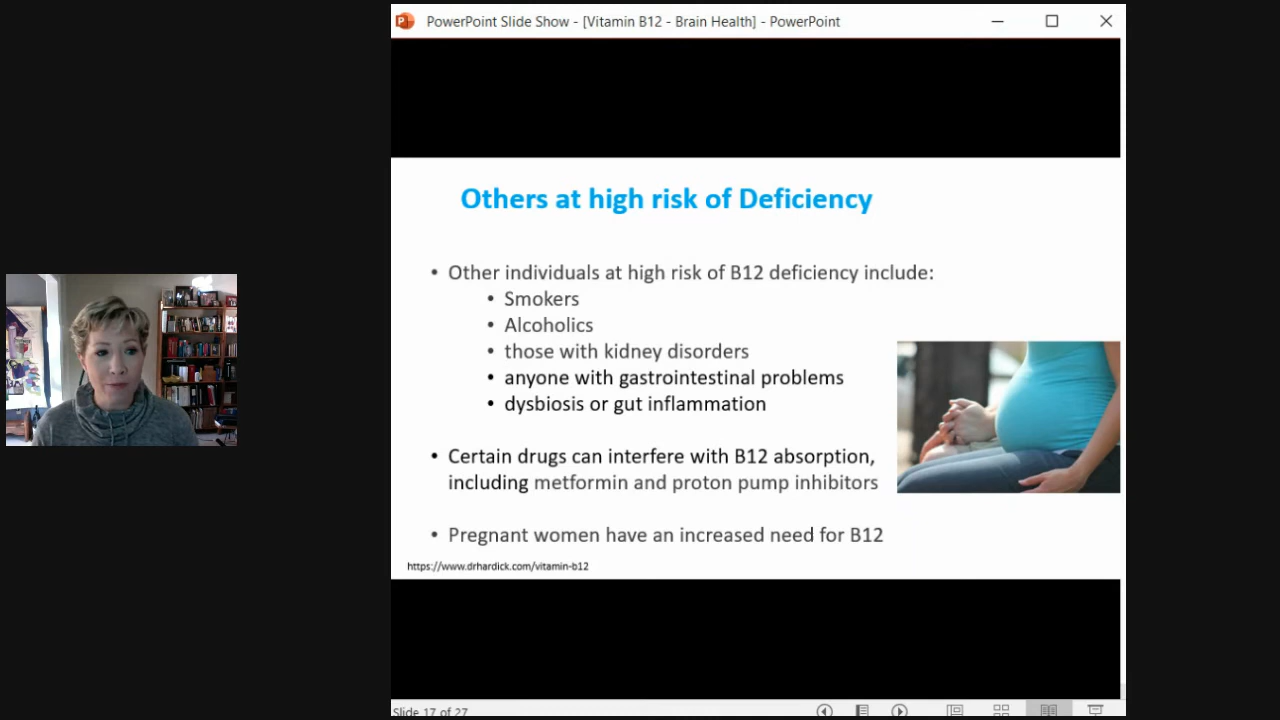 PowerPoint Slide Show - [Vitamin B12 - Brain Health] - PowerPoint
Others at high risk of Deficiency
• Other individuals at high risk of B12 deficiency include:
• Smokers
• Alcoholics
• those with kidney disorders
• anyone with gastrointestinal problems
• dysbiosis or gut inflammation
• Certain drugs can interfere with B12 absorption,
including metformin and proton pump inhibitors
• Pregnant women have an increased need for B12
https://www.drhardick.com/vitamin-b12
Slide 17 of 27